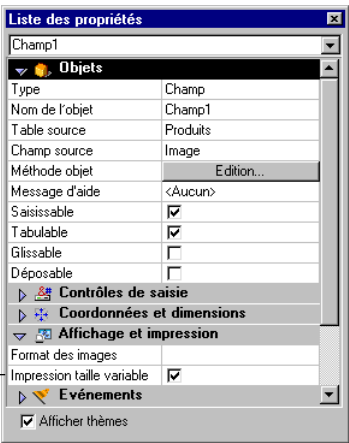 Liste des propriétés
Champ1
Objets
Type Champ
Nom de l'objet Champ1
Table source Produits
Champ source Image
Méthode objet Edition...
Message d'aide <Aucun>
Saisissable
Tabulable
Glissable
Déposable
Contrôles de saisie
Coordonnées et dimensions
Affichage et impression
Format des images
Impression taille variable
Evénements
Afficher thèmes